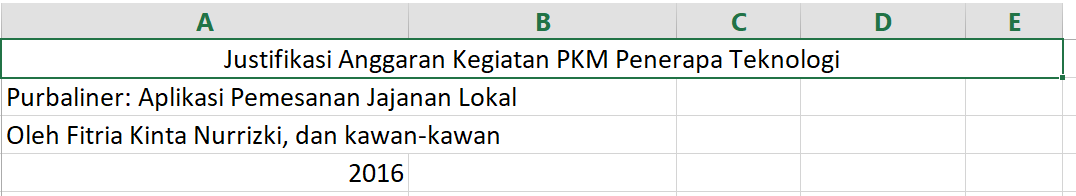 A B C D E
Justifikasi Anggaran Kegiatan PKM Penerapa Teknologi
Purbaliner: Aplikasi Pemesanan Jajanan Lokal
Oleh Fitria Kinta Nurrizki, dan kawan-kawan
2016